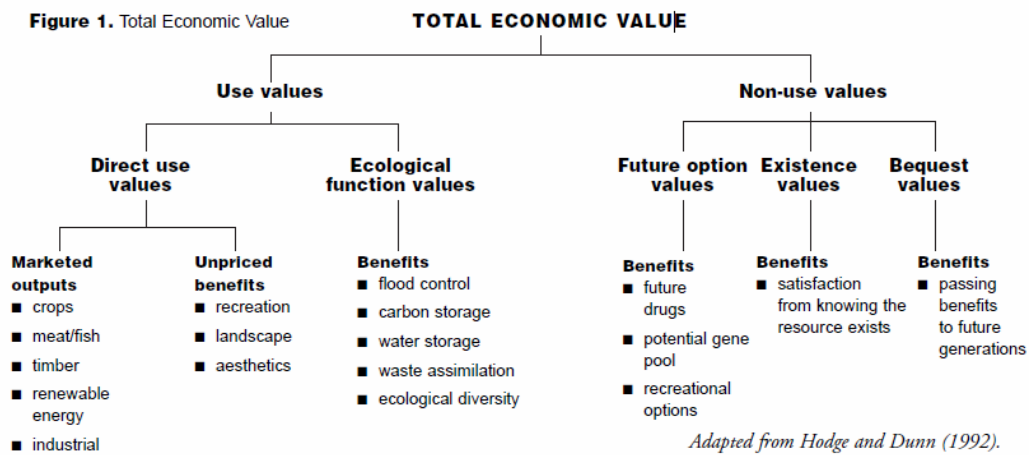 Figure 1. Total Economic Value
TOTAL ECONOMIC VALUE
Use values
Non-use values
Direct use
values
Ecological
function values
Future option
values
Existence
values
Bequest
values
Marketed
outputs
■ crops
■ meat/fish
■ timber
■ renewable
energy
■ industrial
Unpriced
benefits
■ recreation
■ landscape
■ aesthetics
Benefits
■ flood control
■ carbon storage
■ water storage
■ waste assimilation
■ ecological diversity
Benefits
■ future
drugs
■ potential gene
pool
■ recreational
options
Benefits
■ satisfaction
from knowing the
resource exists
Benefits
■ passing
benefits
to future
generations
Adapted from Hodge and Dunn (1992).